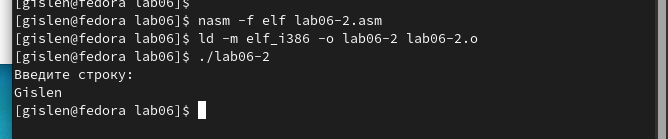 [gislen@fedora lab06]$
[gislen@fedora lab06]$ nasm -f elf lab06-2.asm
[gislen@fedora lab06]$ ld -m elf_i386 -o lab06-2 lab06-2.o
[gislen@fedora lab06]$ ./lab06-2
Введите строку:
Gislen
[gislen@fedora lab06]$